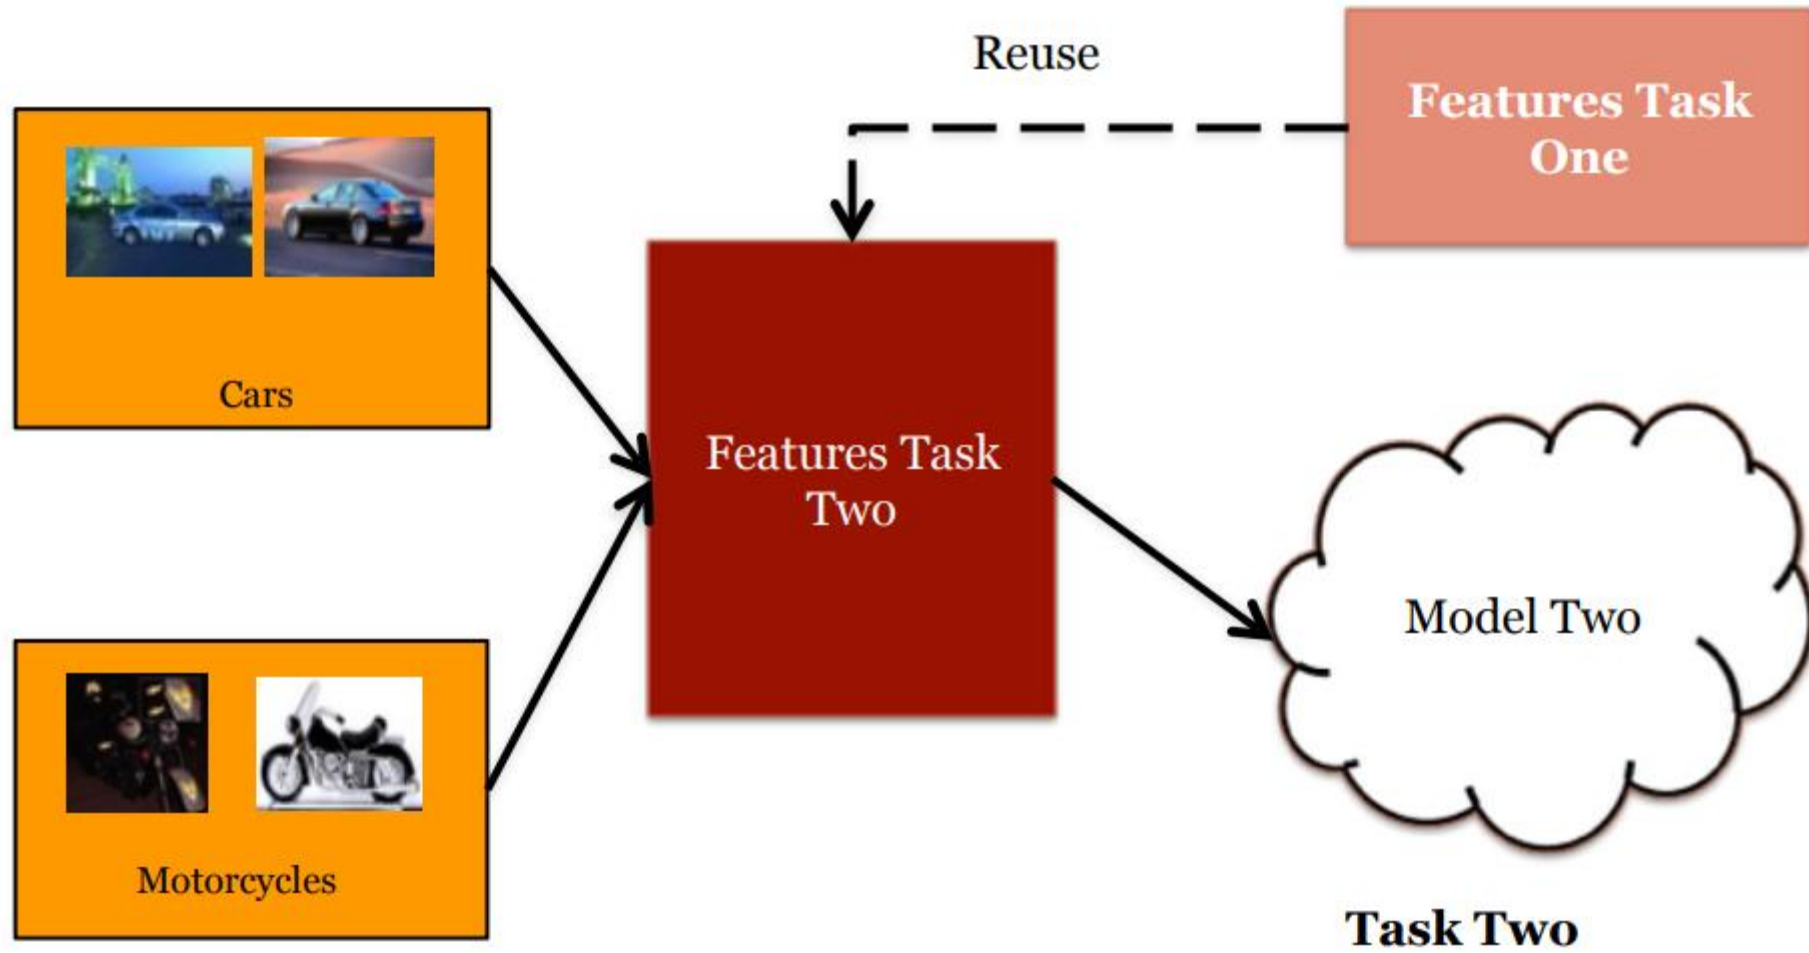 Reuse
Features Task
One
Cars
Features Task
Two
Model Two
Motorcycles
Task Two